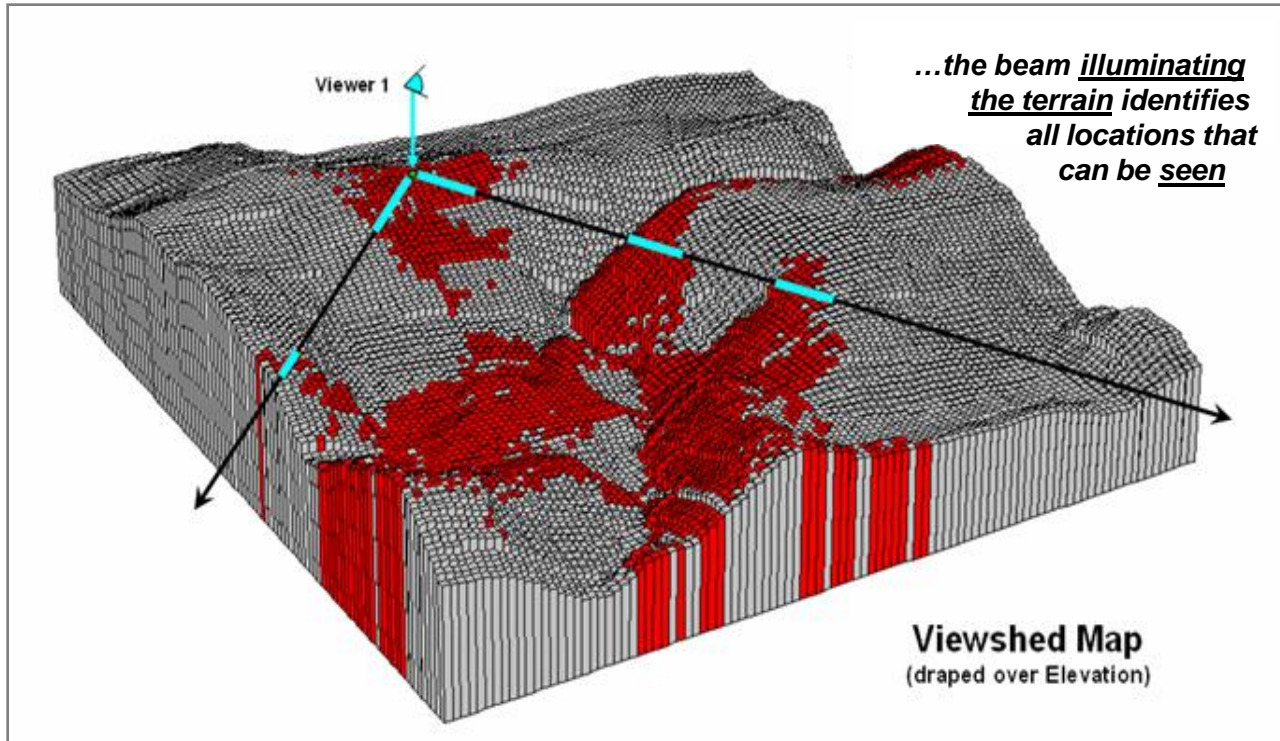 Viewer 1
...the beam illuminating
the terrain identifies
all locations that
can be seen
Viewshed Map
(draped over Elevation)